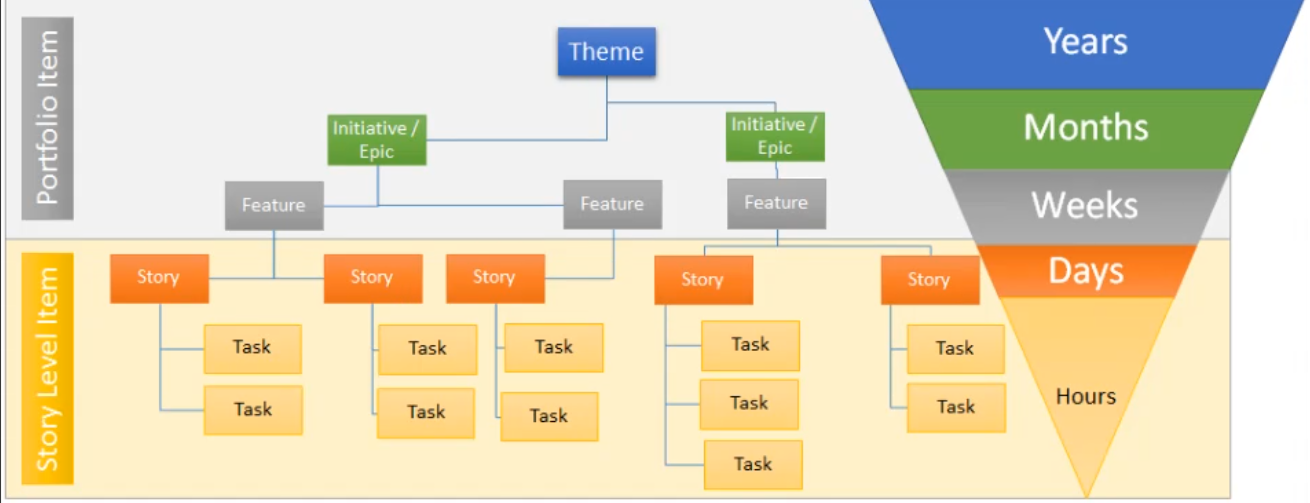 Portfolio Item
Theme
Years
Initiative /
Epic
Initiative /
Epic
Months
Feature
Feature
Feature
Weeks
Story Level Item
Story
Story
Story
Story
Story
Days
Task
Task
Task
Task
Task
Task
Task
Task
Task
Task
Task
Hours